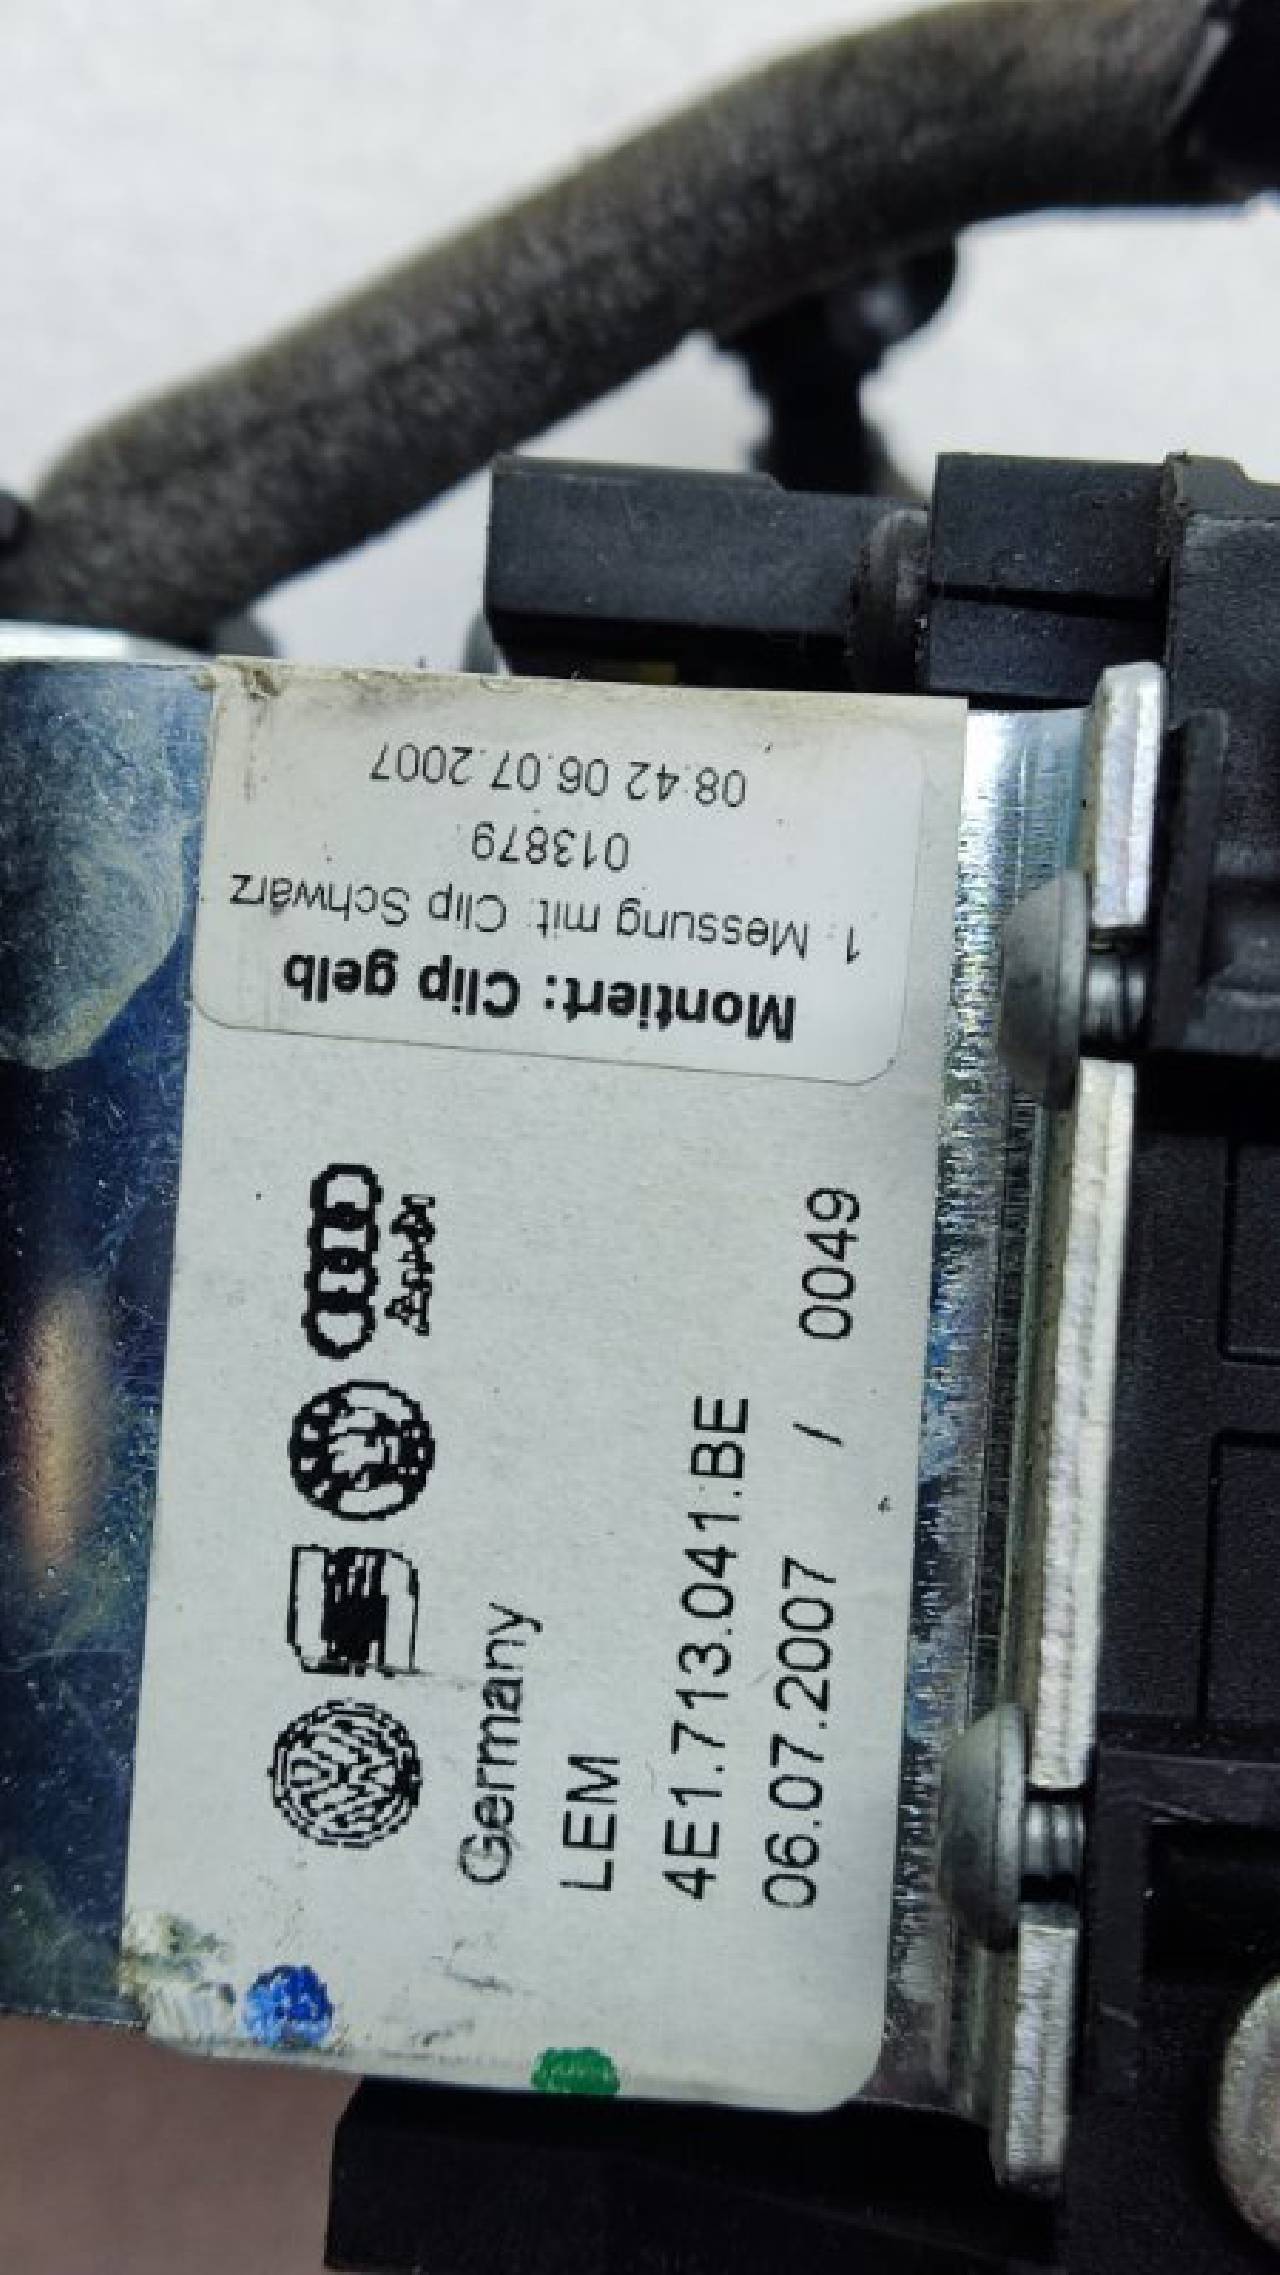 Montiert: Clip gelb
1: Messung mit: Clip Schwarz
013879
08:42 06.07.2007
Audi
Germany
LEM
4E1.713.041.BE
06.07.2007 / 0049